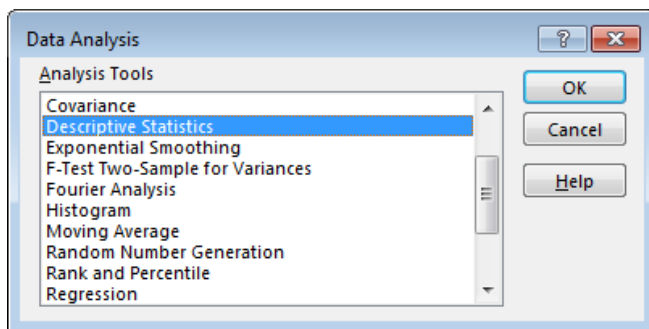 Data Analysis
Analysis Tools
Covariance
Descriptive Statistics
Exponential Smoothing
F-Test Two-Sample for Variances
Fourier Analysis
Histogram
Moving Average
Random Number Generation
Rank and Percentile
Regression
OK
Cancel
Help